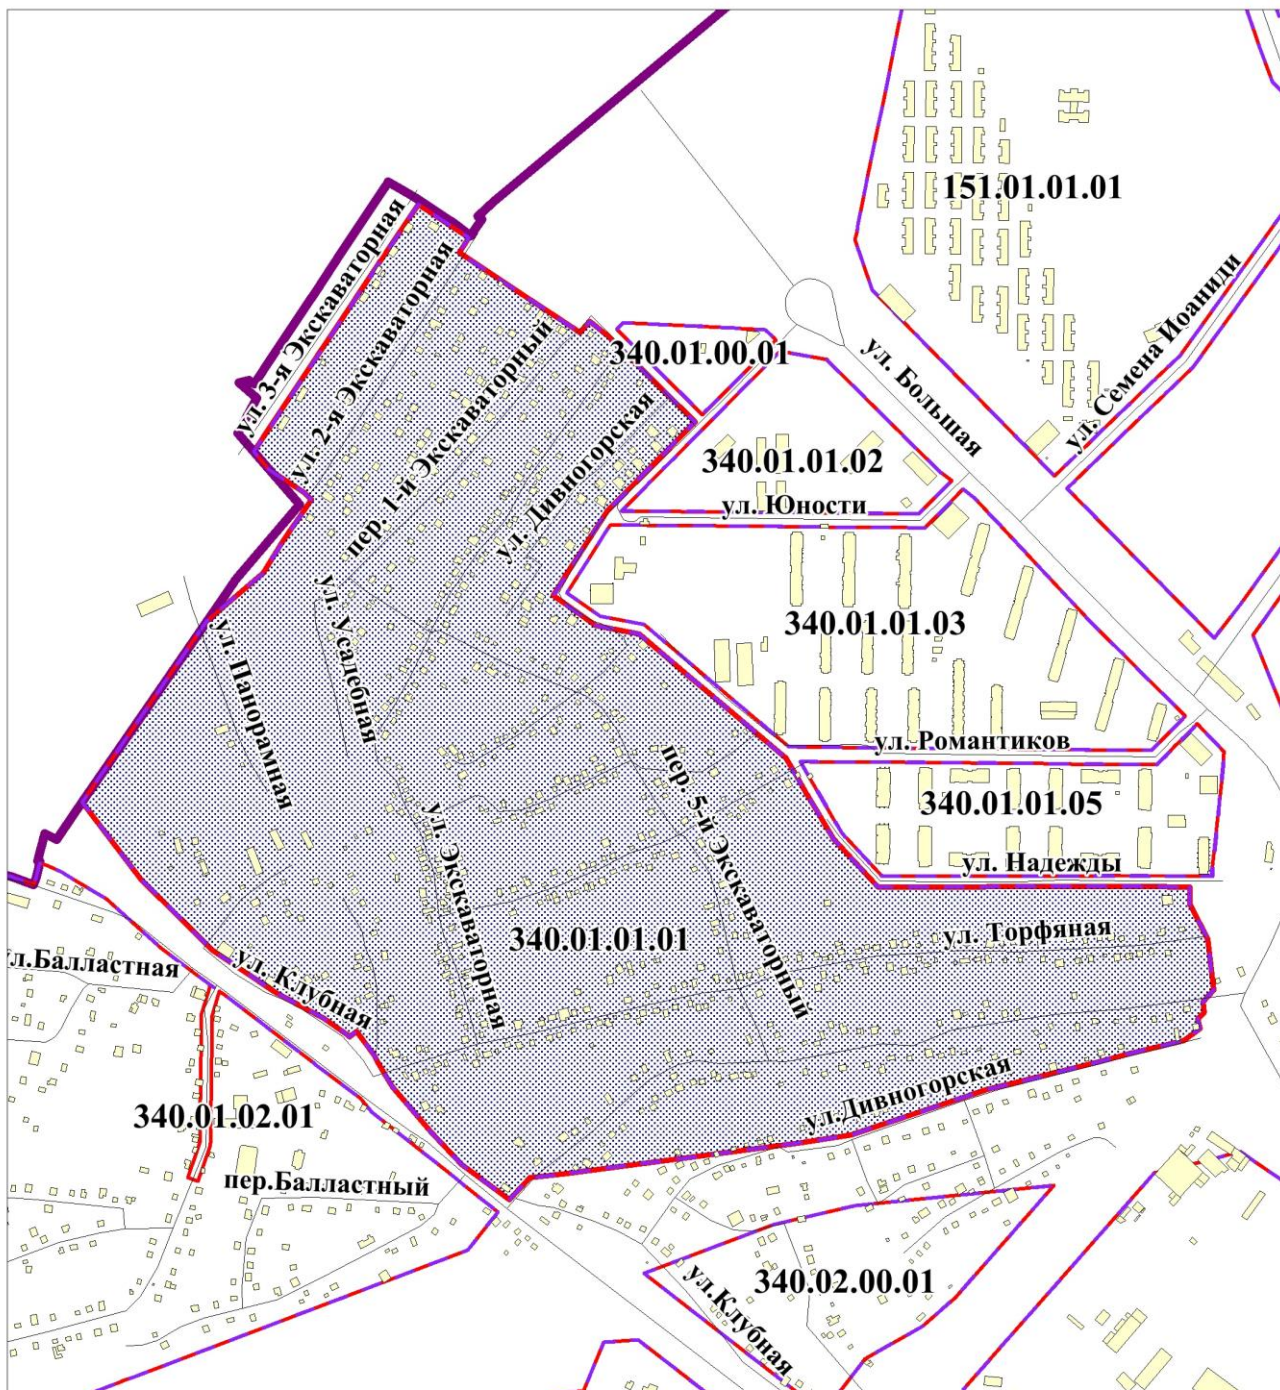 151.01.01.01
ул. 3-я Экскаваторная
ул. 2-я Экскаваторная
пер. 1-й Экскаваторный
ул. Семена Иоаниди
340.01.00.01
ул. Большая
ул. Дивногорская
340.01.01.02
ул. Юности
ул. Усадебная
ул. Панорамная
340.01.01.03
ул. Романтиков
пер. 5-й Экскаваторный
340.01.01.05
ул. Экскаваторная
ул. Надежды
340.01.01.01
ул. Торфяная
ул.Балластная
ул. Клубная
340.01.02.01
ул.Дивногорская
пер.Балластный
340.02.00.01
ул.Клубная